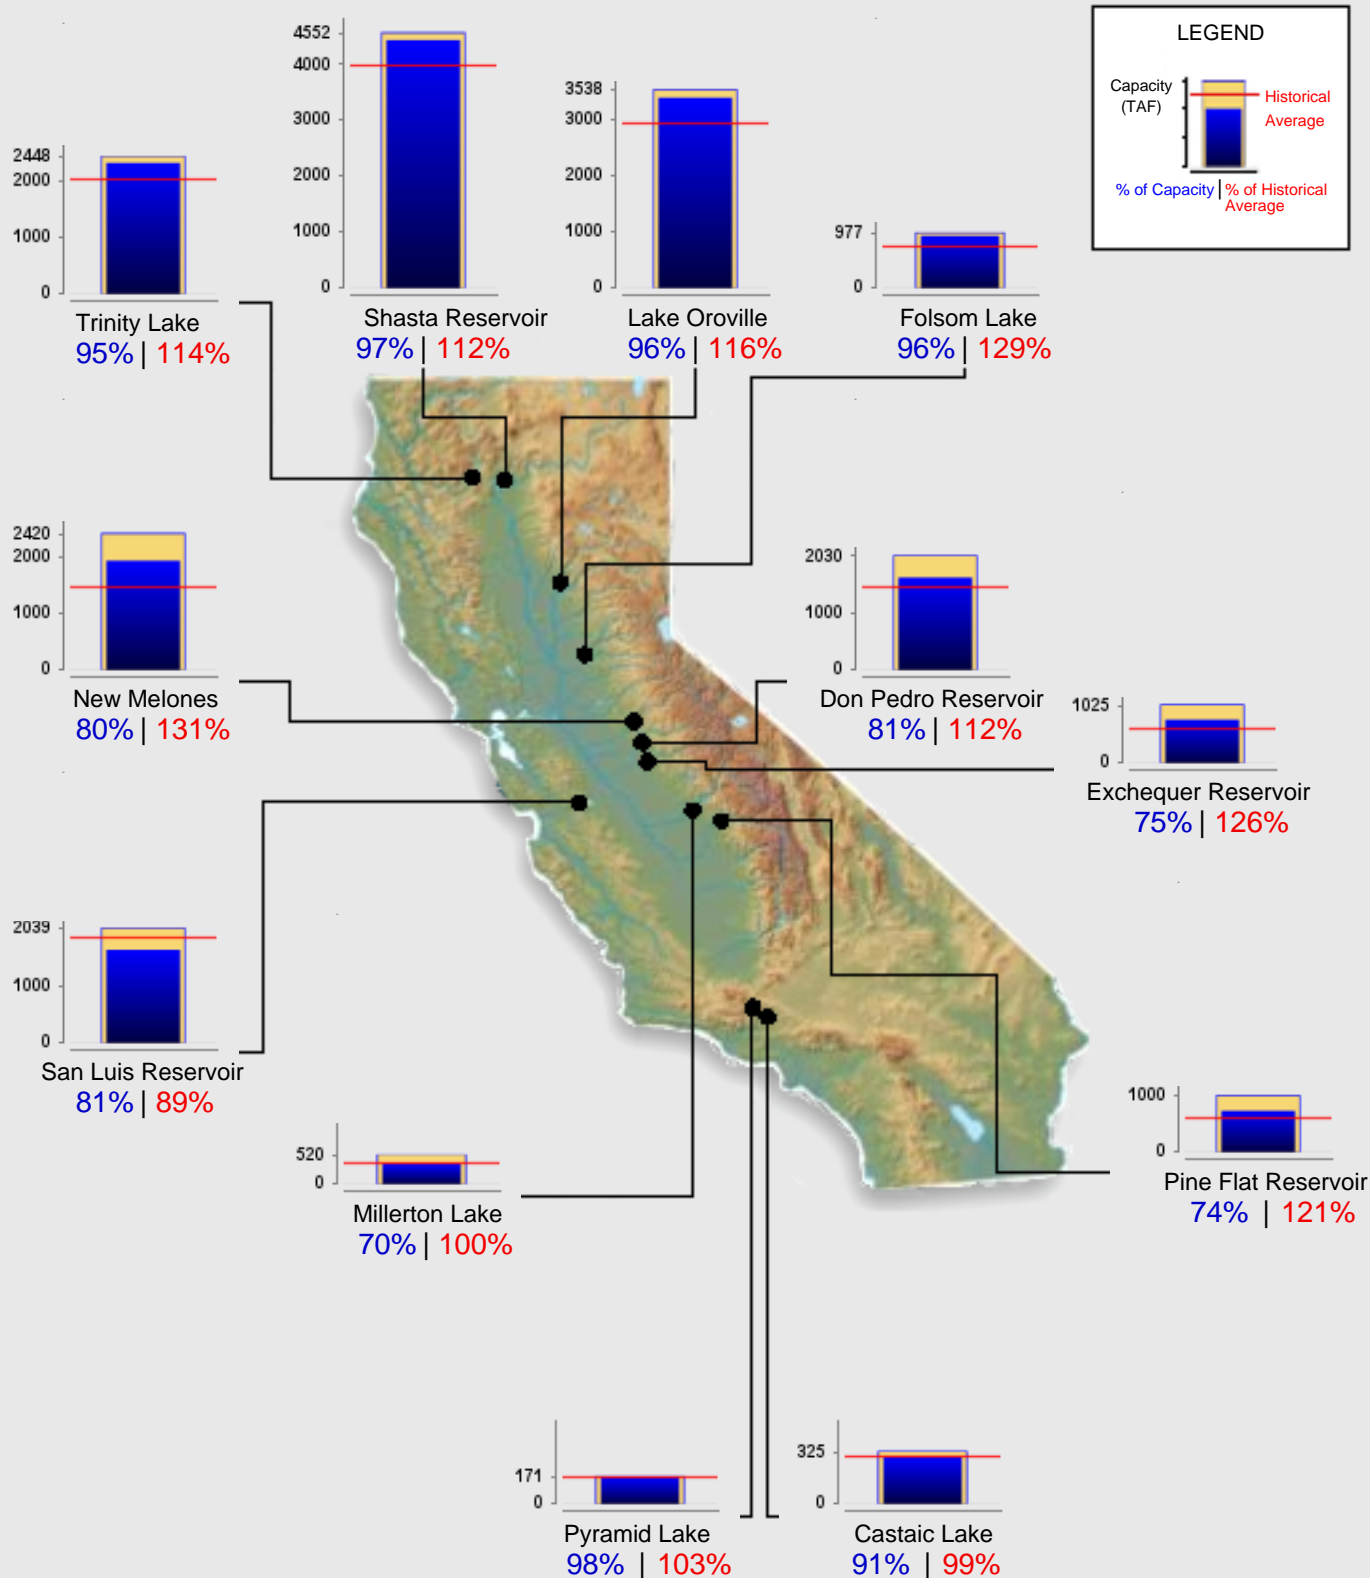 LEGEND
Capacity
(TAF)
Historical
Average
% of Capacity | % of Historical
Average
2448
2000
1000
0
Trinity Lake
95% | 114%
4552
4000
3000
2000
1000
0
Shasta Reservoir
97% | 112%
3538
3000
2000
1000
0
Lake Oroville
96% | 116%
977
0
Folsom Lake
96% | 129%
2420
2000
1000
0
New Melones
80% | 131%
2030
1000
0
Don Pedro Reservoir
81% | 112%
1025
0
Exchequer Reservoir
75% | 126%
2039
1000
0
San Luis Reservoir
81% | 89%
520
0
Millerton Lake
70% | 100%
1000
0
Pine Flat Reservoir
74% | 121%
171
0
Pyramid Lake
98% | 103%
325
0
Castaic Lake
91% | 99%